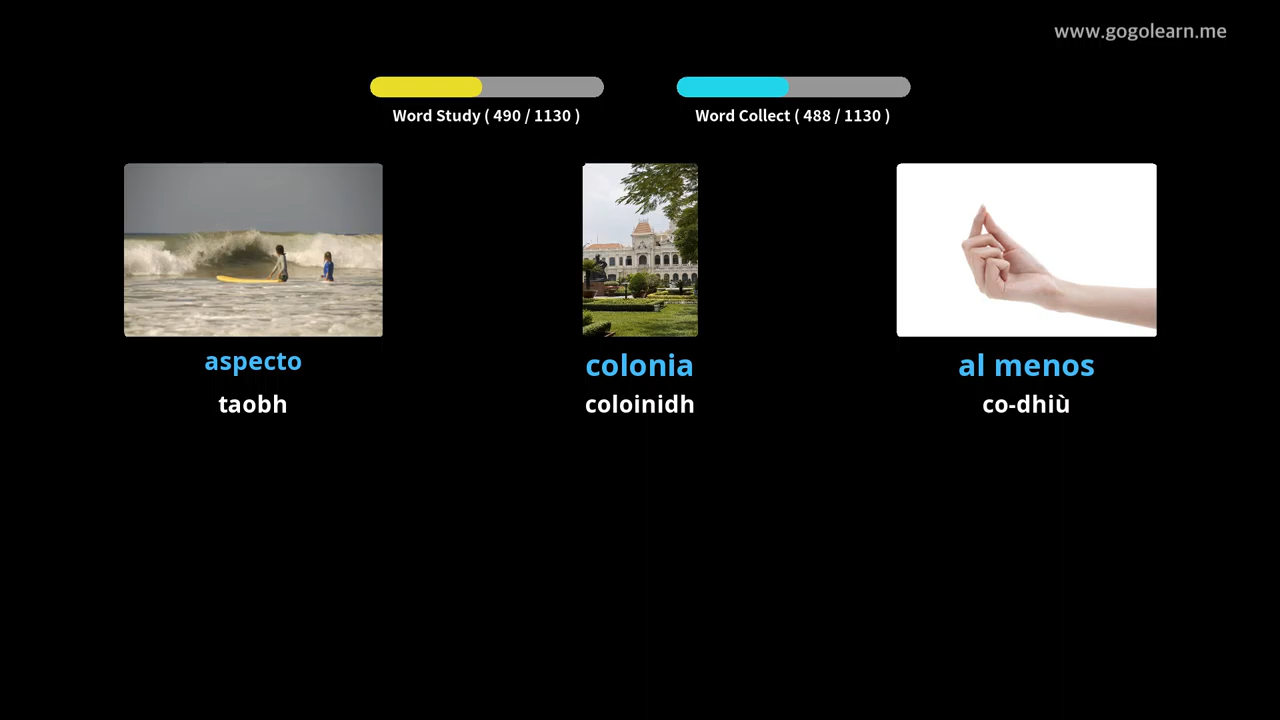 www.gogolearn.me
Word Study ( 490 / 1130 )
Word Collect ( 488 / 1130 )
aspecto
colonia
al menos
taobh
coloinidh
co-dhiù